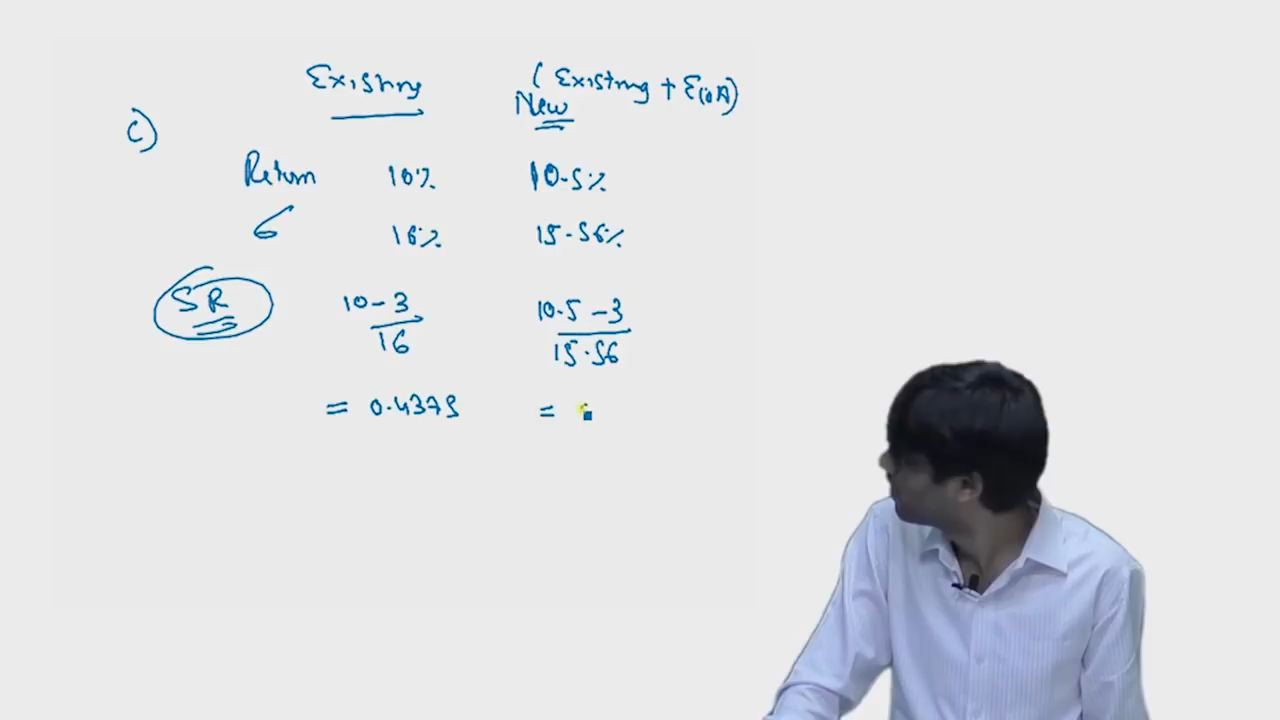 Existing (Existing + EIOA)
New
c)
Return 10% 10.5%
σ 16% 15.56%
SR 10-3 10.5-3
16 15.56
= 0.4375 =